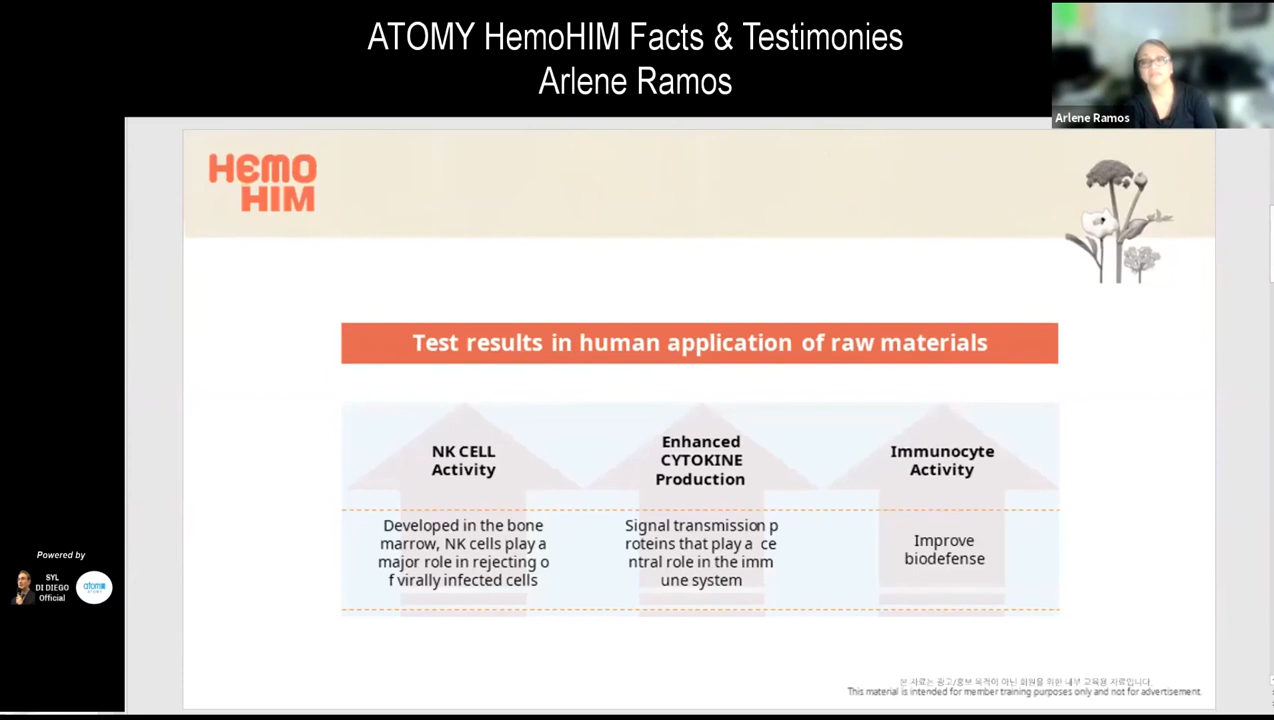 ATOMY HemoHIM Facts & Testimonies
Arlene Ramos
Arlene Ramos
HEMO
HIM
Test results in human application of raw materials
NK CELL
Activity
Developed in the bone
marrow, NK cells play a
major role in rejecting o
f virally infected cells
Enhanced
CYTOKINE
Production
Signal transmission p
roteins that play a ce
ntral role in the imm
une system
Immunocyte
Activity
Improve
biodefense
Powered by
SYL
DI DIEGO
Official
atomy
본 자료는 광고/홍보 목적이 아닌 회원을 위한 내부 교육용 자료입니다.
This material is intended for member training purposes only and not for advertisement.